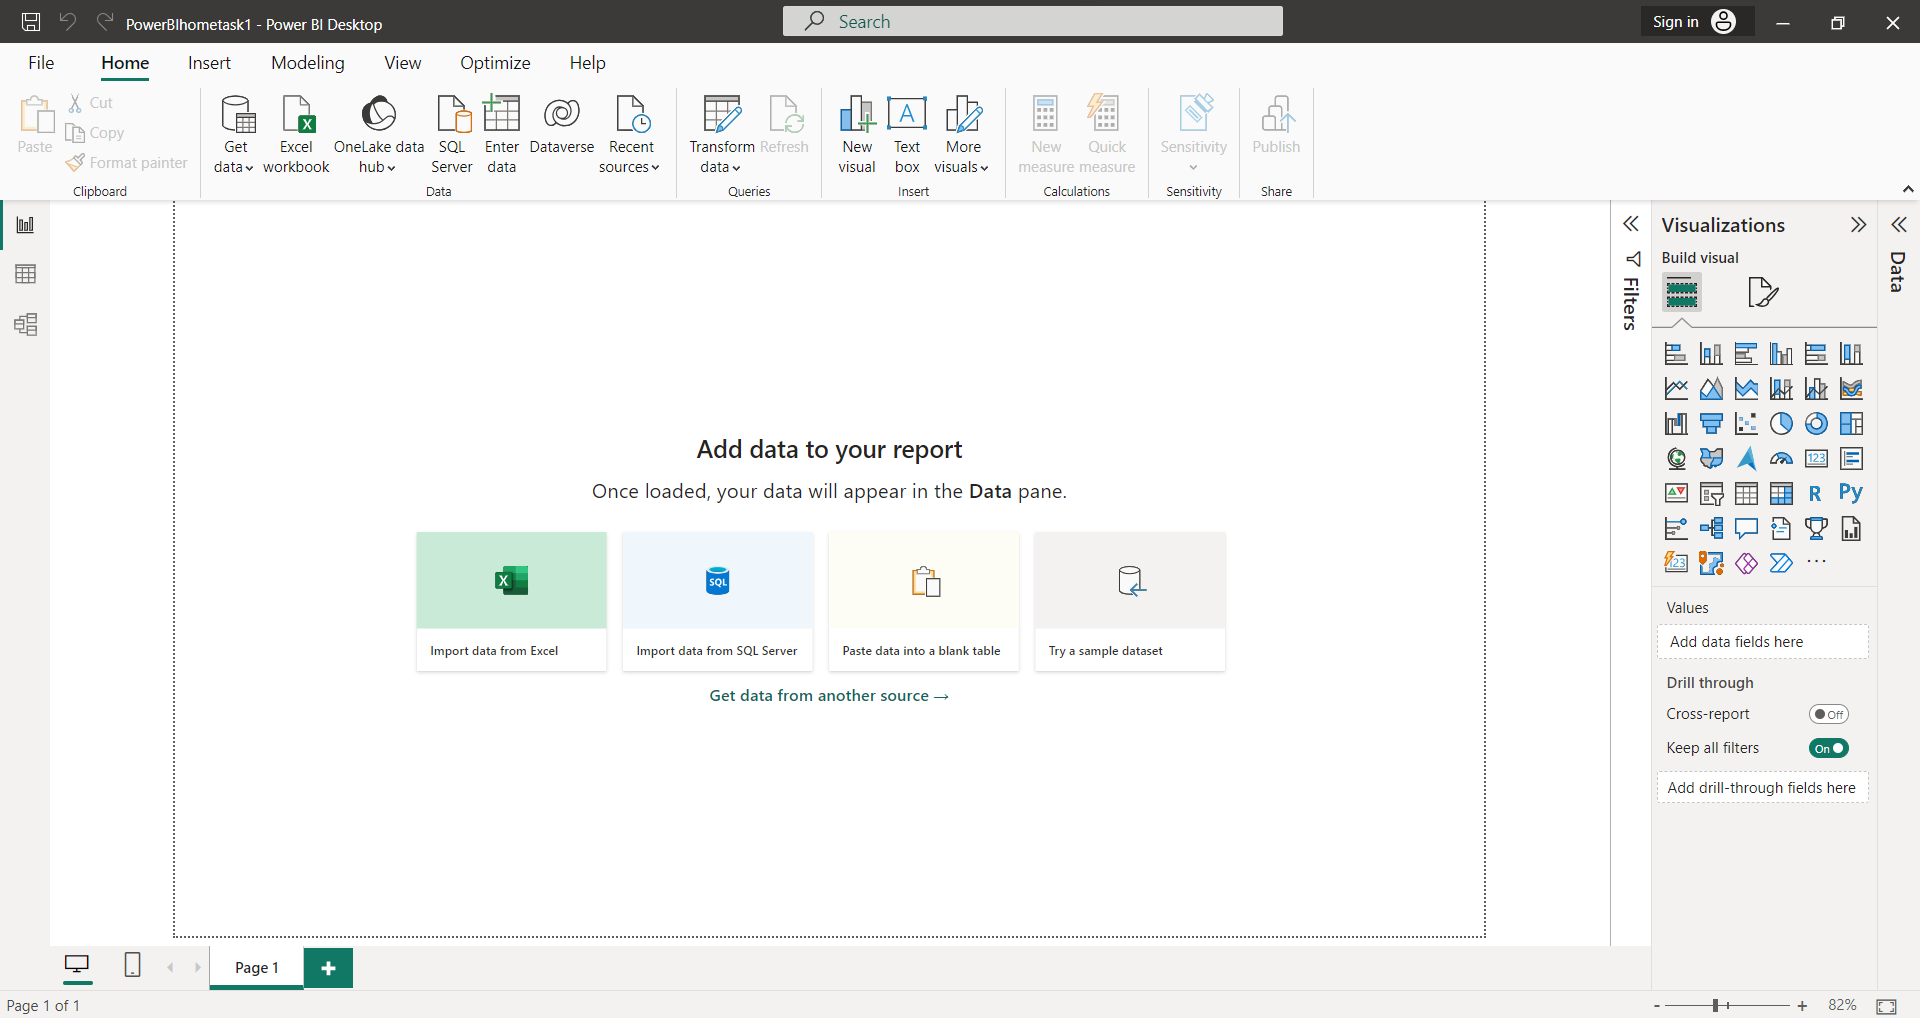 PowerBIhometask1 - Power BI Desktop
Search
Sign in
File Home Insert Modeling View Optimize Help
Paste
Cut
Copy
Format painter
Clipboard
Get data
Excel workbook
OneLake data hub
SQL Server
Enter data
Dataverse
Recent sources
Data
Transform data
Refresh
Queries
New visual
A
Text box
More visuals
Insert
New measure
Quick measure
Calculations
Sensitivity
Sensitivity
Publish
Share
Filters
Visualizations
Build visual
Data
123
R
Py
123
Values
Add data fields here
Drill through
Cross-report
Off
Keep all filters
On
Add drill-through fields here
Add data to your report
Once loaded, your data will appear in the Data pane.
X
SQL
Import data from Excel
Import data from SQL Server
Paste data into a blank table
Try a sample dataset
Get data from another source →
Page 1
Page 1 of 1
- + 82%